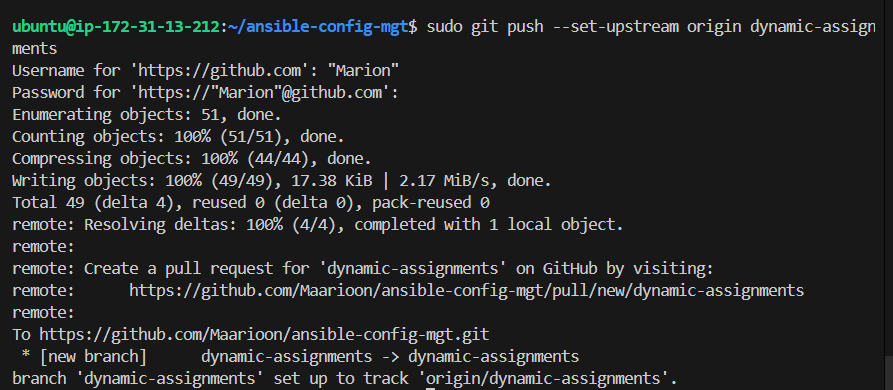 ubuntu@ip-172-31-13-212:~/ansible-config-mgt$ sudo git push --set-upstream origin dynamic-assign
ments
Username for 'https://github.com': "Marion"
Password for 'https://"Marion"@github.com':
Enumerating objects: 51, done.
Counting objects: 100% (51/51), done.
Compressing objects: 100% (44/44), done.
Writing objects: 100% (49/49), 17.38 KiB | 2.17 MiB/s, done.
Total 49 (delta 4), reused 0 (delta 0), pack-reused 0
remote: Resolving deltas: 100% (4/4), completed with 1 local object.
remote:
remote: Create a pull request for 'dynamic-assignments' on GitHub by visiting:
remote:      https://github.com/Maarioon/ansible-config-mgt/pull/new/dynamic-assignments
remote:
To https://github.com/Maarioon/ansible-config-mgt.git
 * [new branch]      dynamic-assignments -> dynamic-assignments
branch 'dynamic-assignments' set up to track 'origin/dynamic-assignments'.